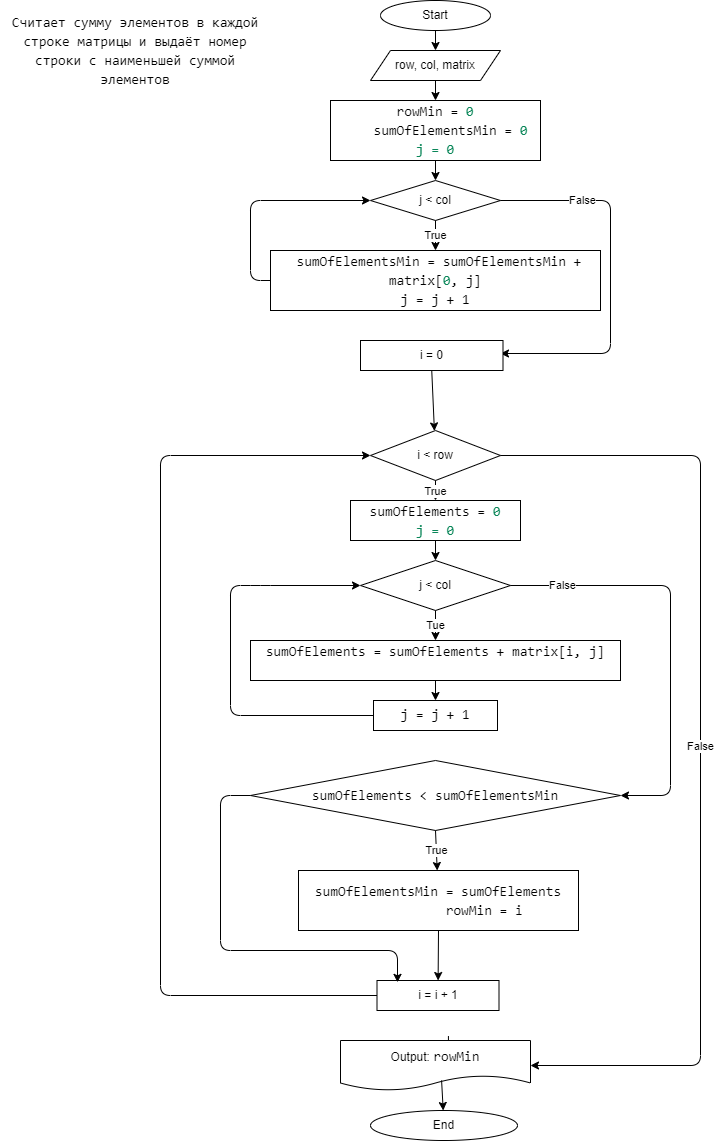 Считает сумму элементов в каждой
строке матрицы и выдаёт номер
строки с наименьшей суммой
элементов
Start
row, col, matrix
rowMin = 0
sumOfElementsMin = 0
j = 0
j < col
False
True
sumOfElementsMin = sumOfElementsMin +
matrix[0, j]
j = j + 1
i = 0
i < row
True
sumOfElements = 0
j = 0
j < col
False
Tue
sumOfElements = sumOfElements + matrix[i, j]
j = j + 1
False
sumOfElements < sumOfElementsMin
True
sumOfElementsMin = sumOfElements
rowMin = i
i = i + 1
Output: rowMin
End